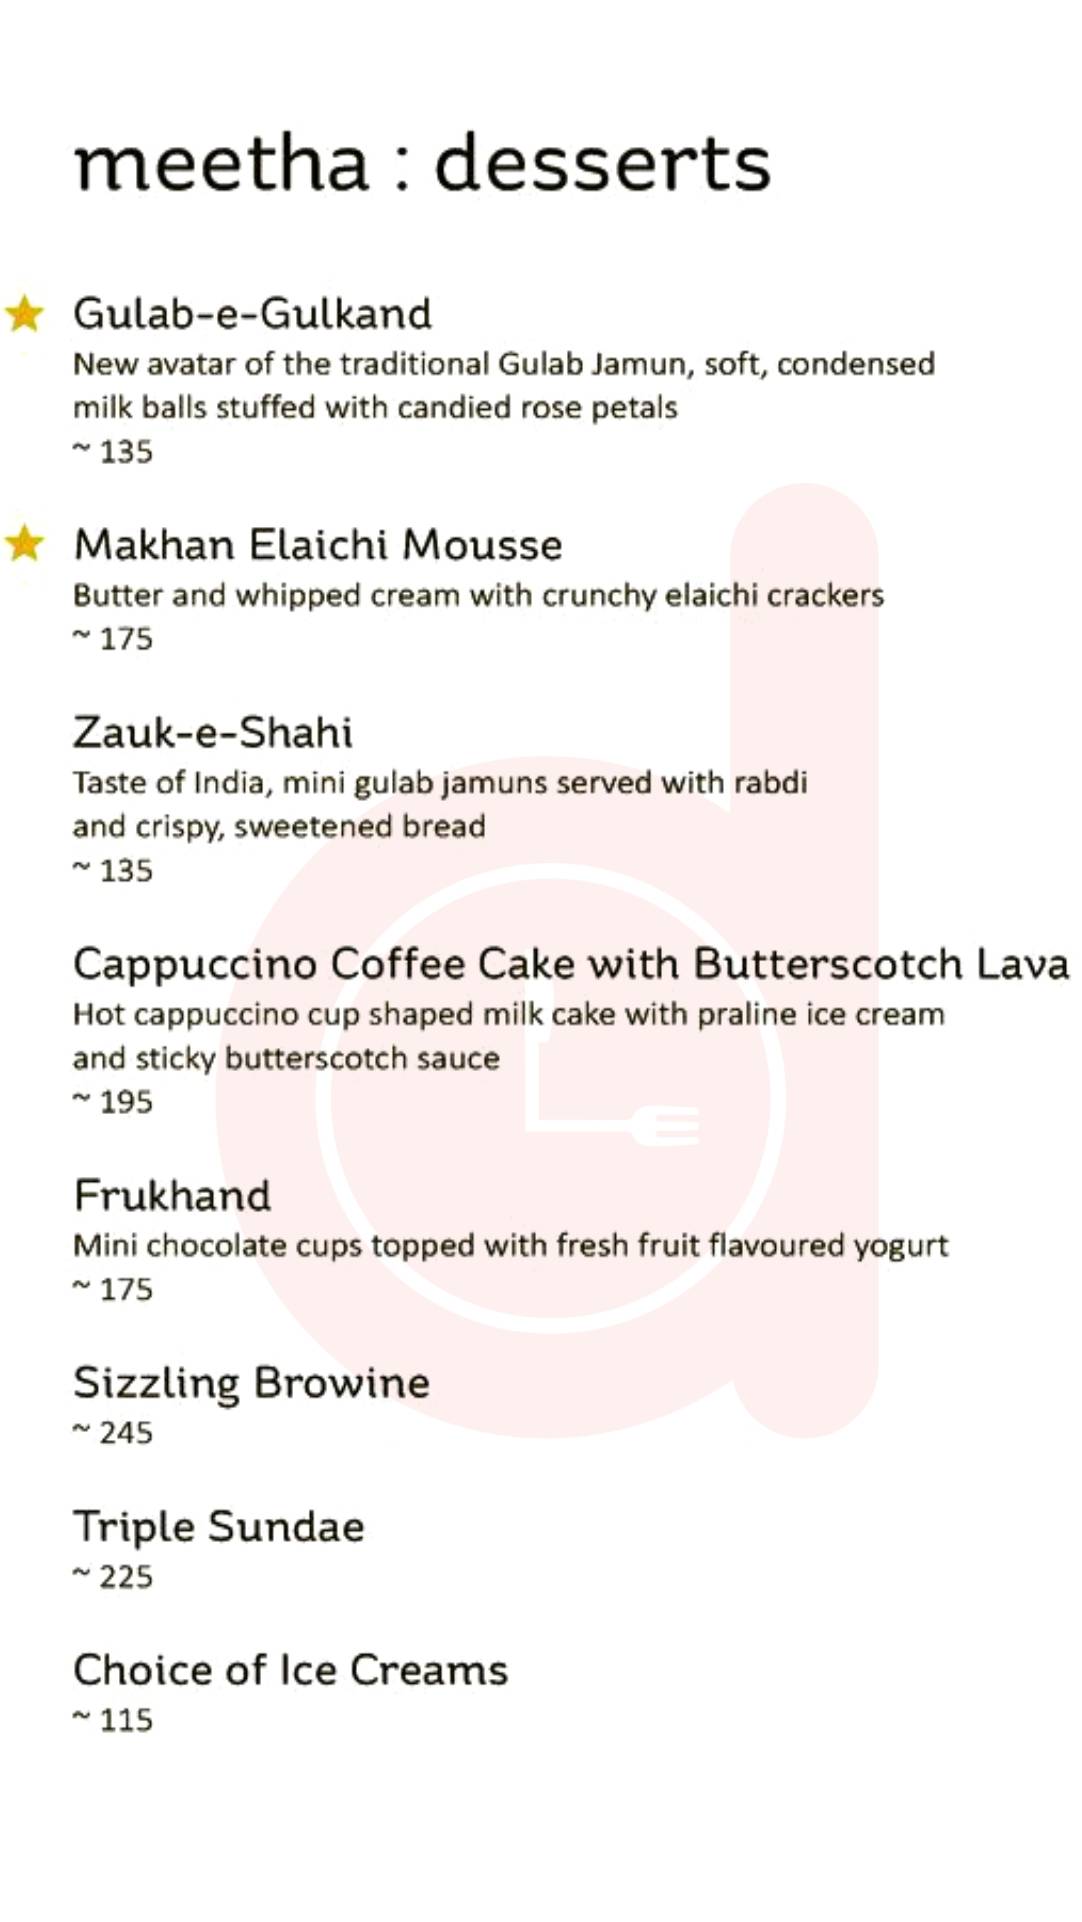 meetha : desserts
Gulab-e-Gulkand
New avatar of the traditional Gulab Jamun, soft, condensed
milk balls stuffed with candied rose petals
~ 135
Makhan Elaichi Mousse
Butter and whipped cream with crunchy elaichi crackers
~ 175
Zauk-e-Shahi
Taste of India, mini gulab jamuns served with rabdi
and crispy, sweetened bread
~ 135
Cappuccino Coffee Cake with Butterscotch Lava
Hot cappuccino cup shaped milk cake with praline ice cream
and sticky butterscotch sauce
~ 195
Frukhand
Mini chocolate cups topped with fresh fruit flavoured yogurt
~ 175
Sizzling Browine
~ 245
Triple Sundae
~ 225
Choice of Ice Creams
~ 115